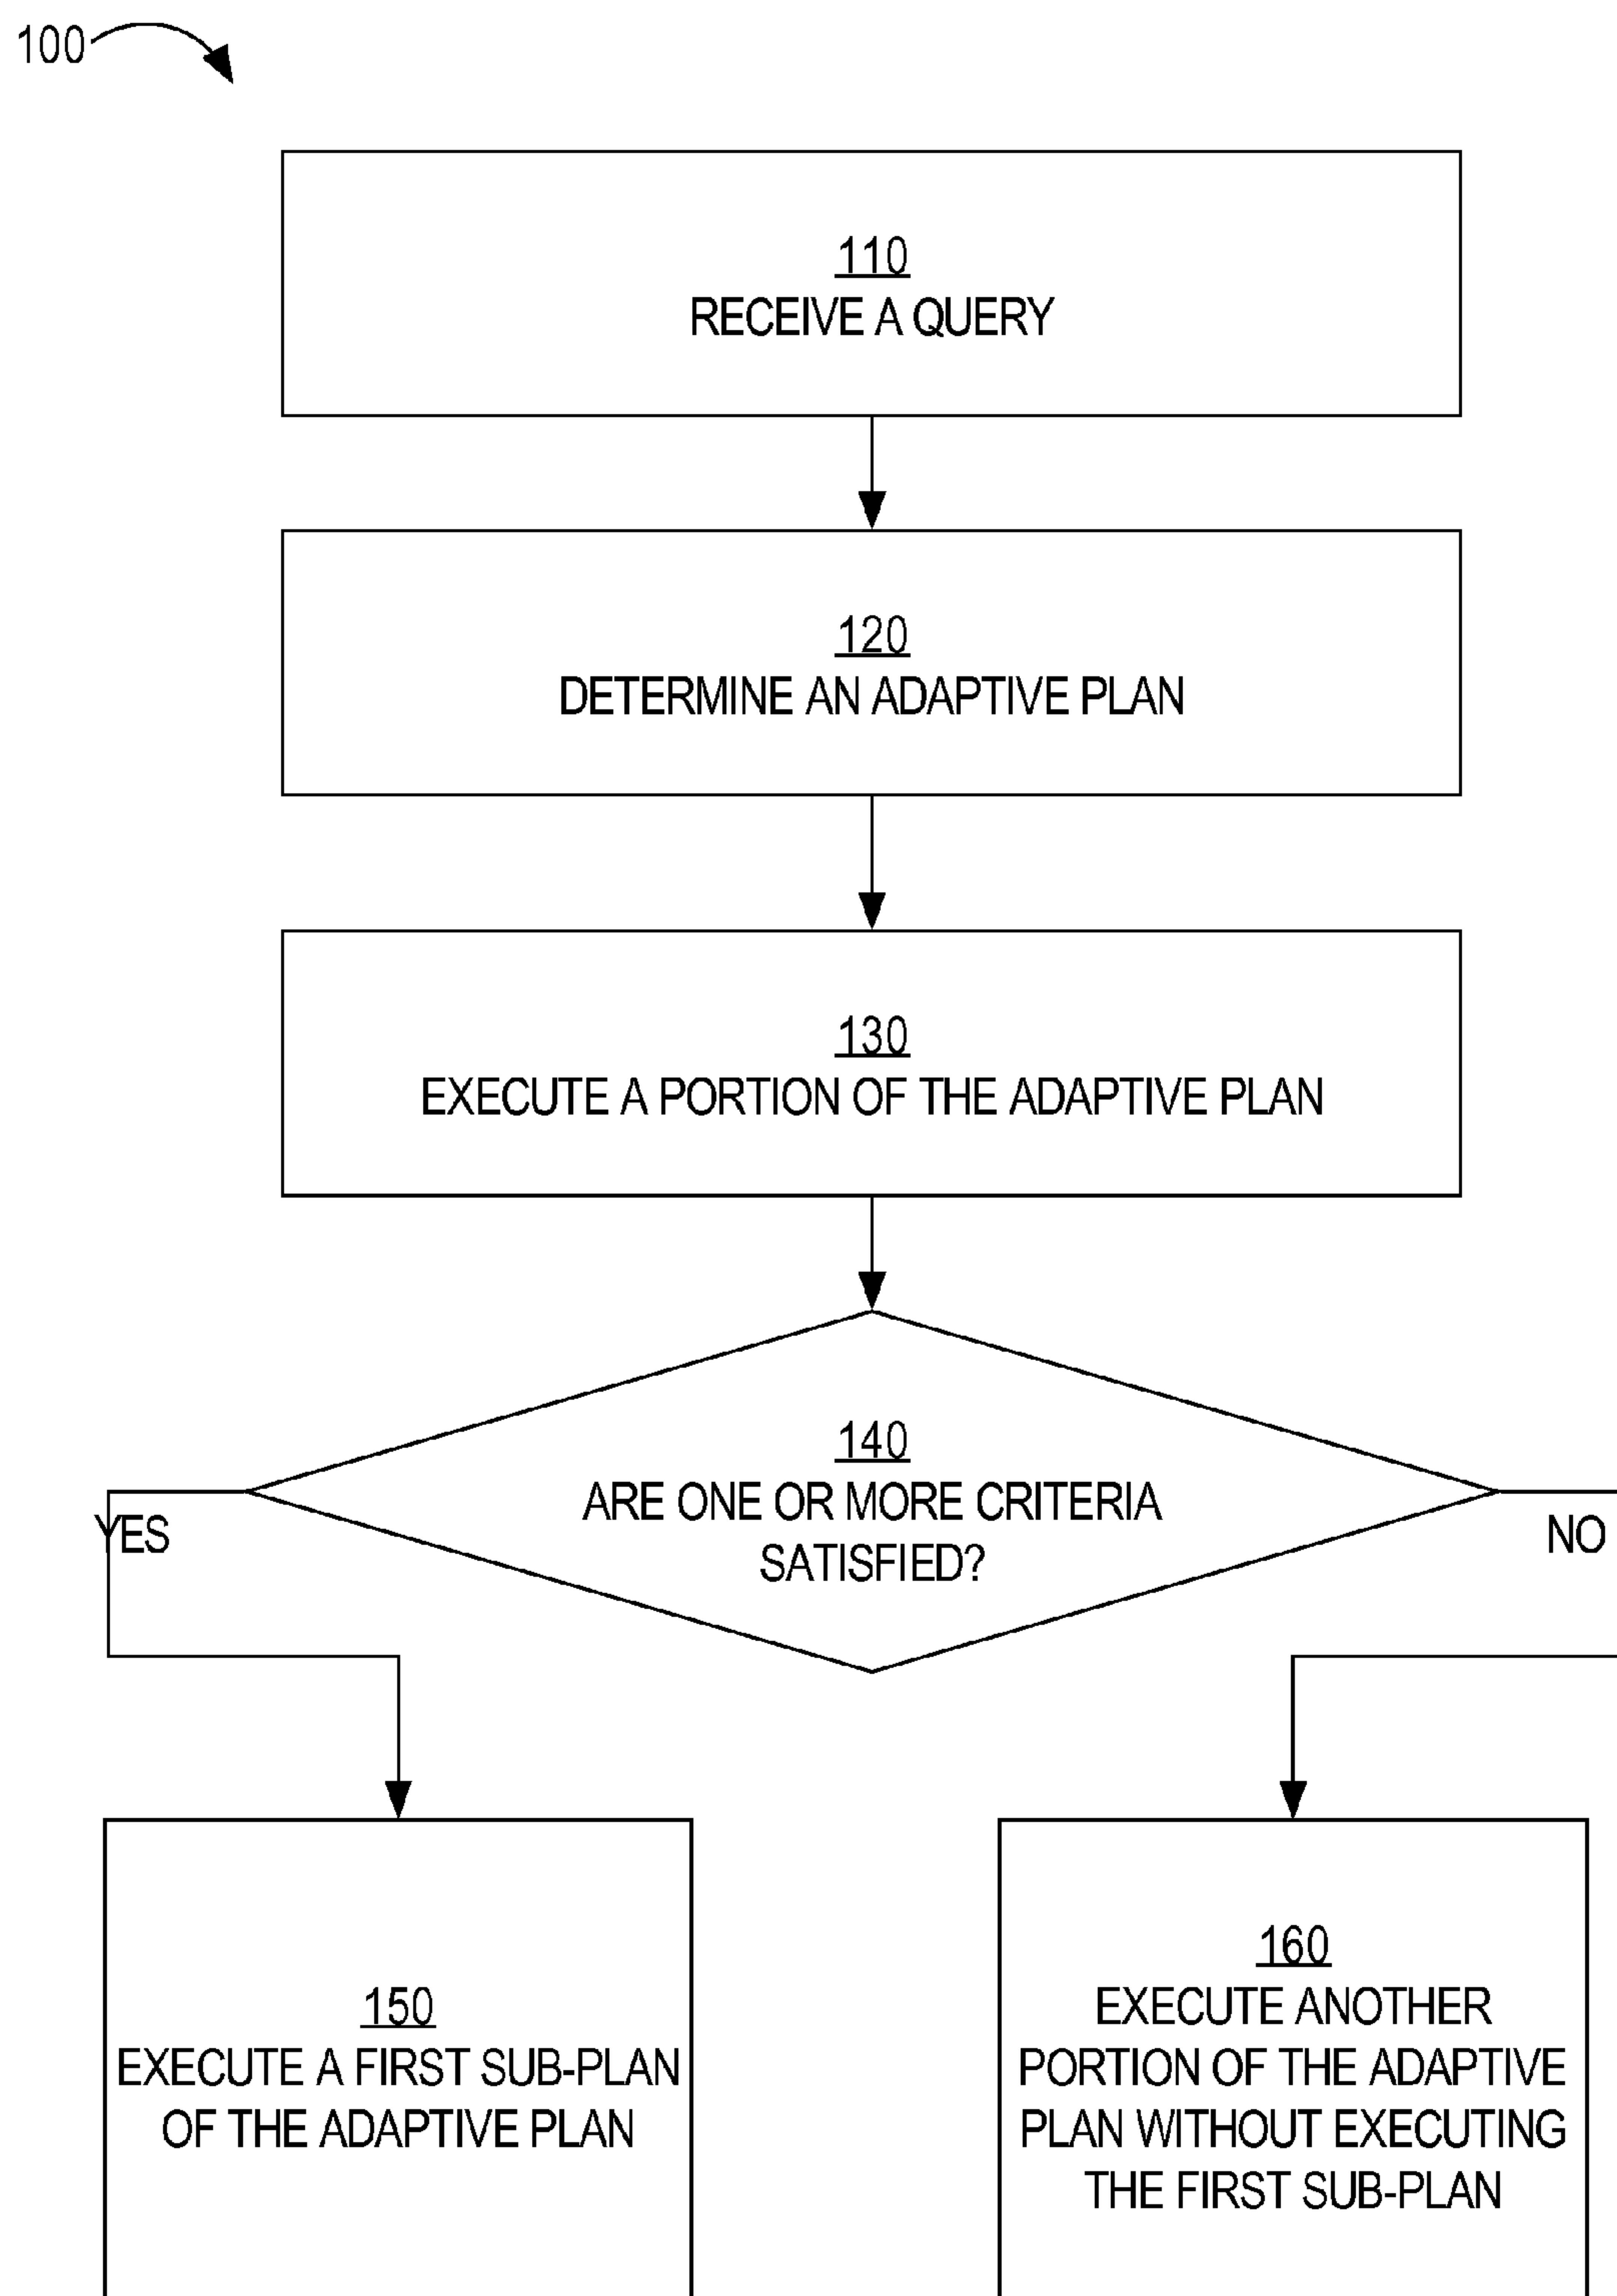 100
110
RECEIVE A QUERY
120
DETERMINE AN ADAPTIVE PLAN
130
EXECUTE A PORTION OF THE ADAPTIVE PLAN
140
ARE ONE OR MORE CRITERIA
SATISFIED?
YES
NO
150
EXECUTE A FIRST SUB-PLAN
OF THE ADAPTIVE PLAN
160
EXECUTE ANOTHER
PORTION OF THE ADAPTIVE
PLAN WITHOUT EXECUTING
THE FIRST SUB-PLAN